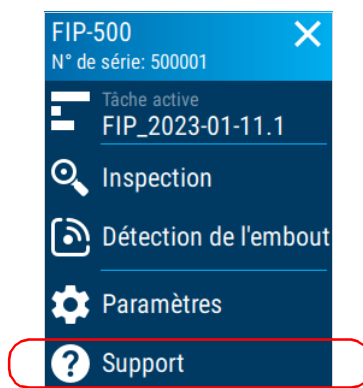 FIP-500
N° de série: 500001
Tâche active
FIP_2023-01-11.1
Inspection
Détection de l'embout
Paramètres
Support